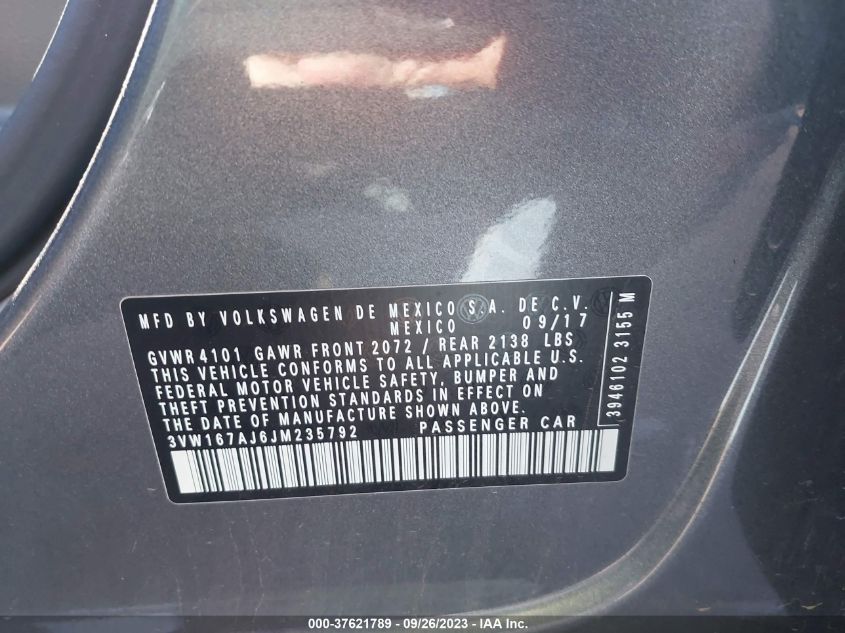 MFD BY VOLKSWAGEN DE MEXICO S.A. DE C.V.
MEXICO 09/17
GVWR 4101 GAWR FRONT 2072 / REAR 2138 LBS
THIS VEHICLE CONFORMS TO ALL APPLICABLE U.S.
FEDERAL MOTOR VEHICLE SAFETY, BUMPER AND
THEFT PREVENTION STANDARDS IN EFFECT ON
THE DATE OF MANUFACTURE SHOWN ABOVE.
3VW167AJ6JM235792 PASSENGER CAR
3946102 3155 M
000-37621789 - 09/26/2023 - IAA Inc.